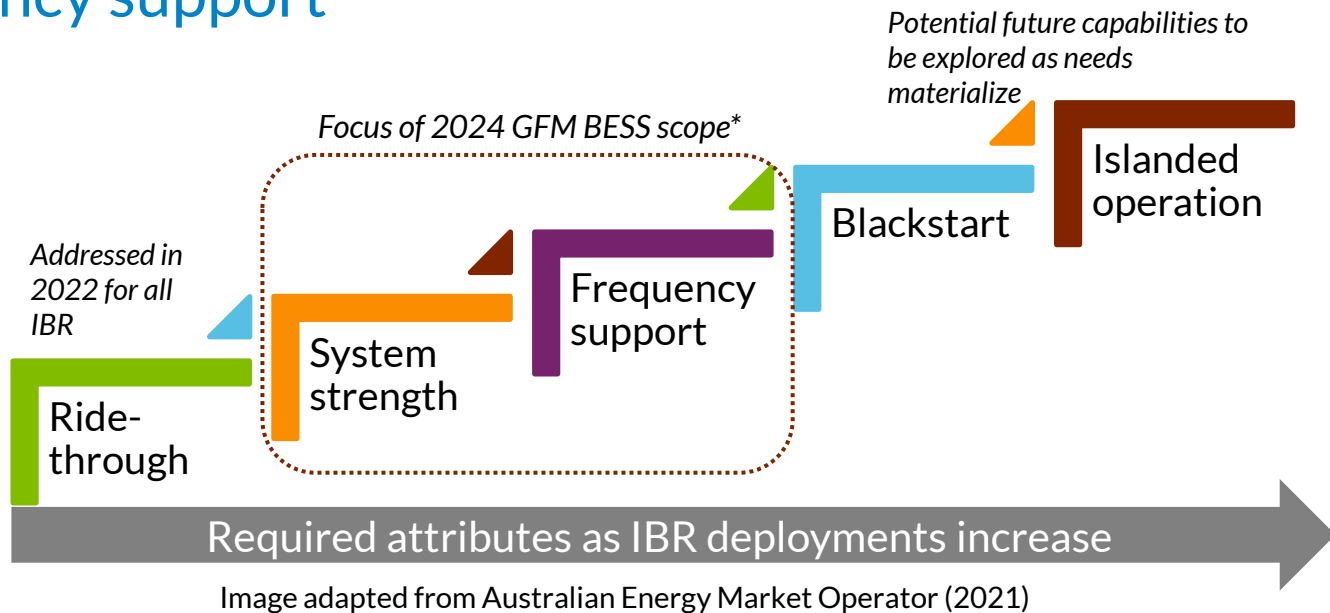 ncy support
Potential future capabilities to
be explored as needs
materialize
Focus of 2024 GFM BESS scope*
Islanded
operation
Blackstart
Addressed in
2022 for all
IBR
Frequency
support
System
strength
Ride-
through
Required attributes as IBR deployments increase
Image adapted from Australian Energy Market Operator (2021)